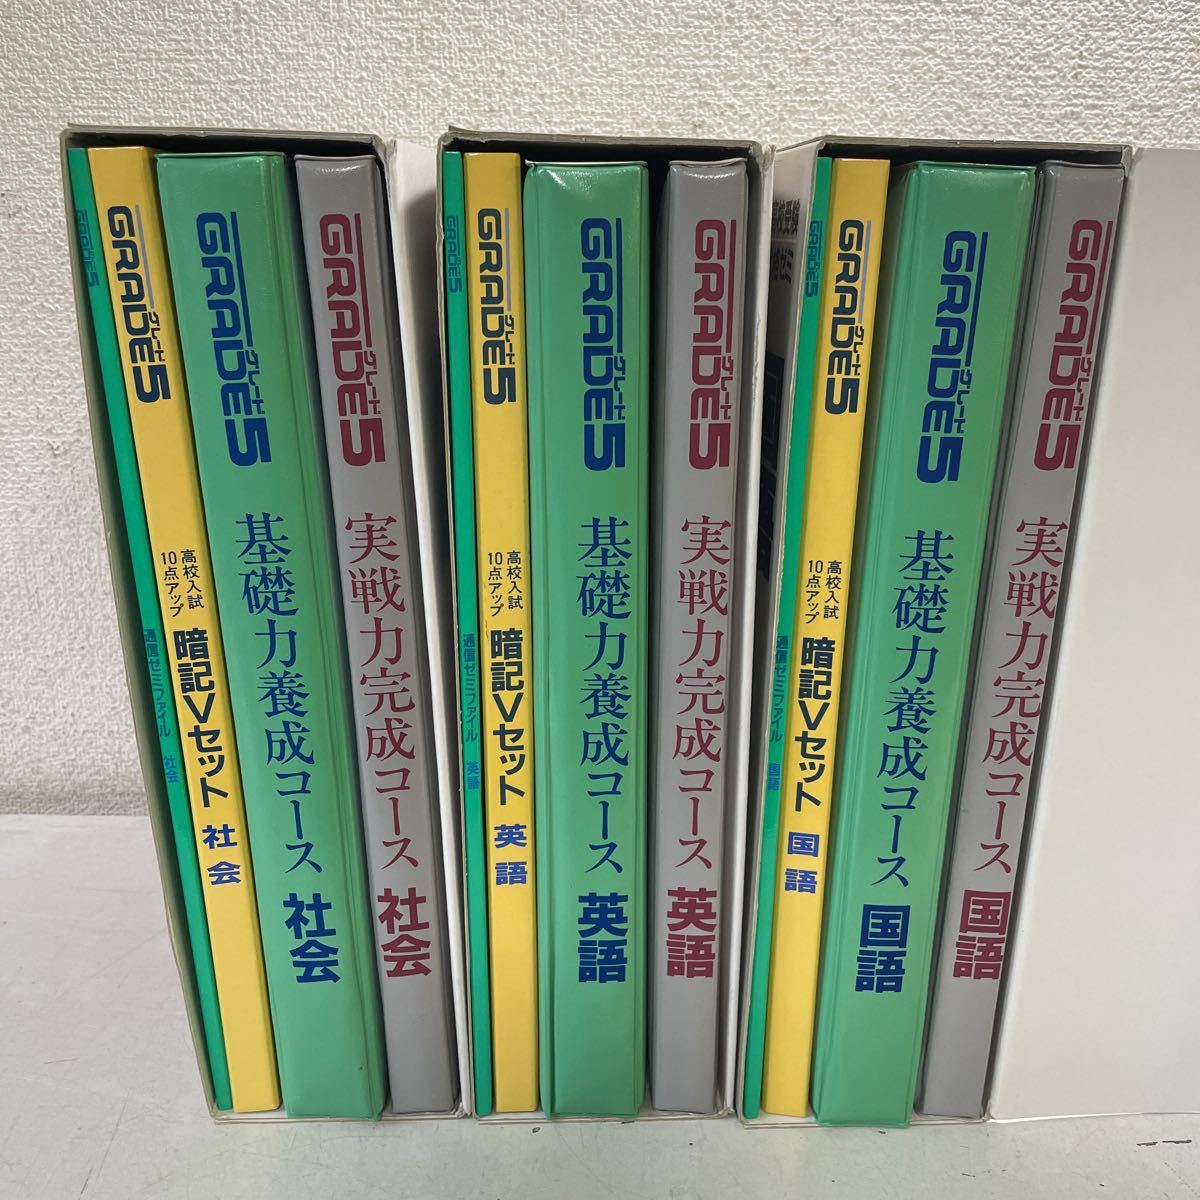 GRADE5
通信ゼミファイル 社会
GRADE5
グレード
高校入試
10点アップ
暗記Vセット 社会
GRADE5
グレード
基礎力養成コース 社会
GRADE5
グレード
実戦力完成コース 社会
GRADE5
通信ゼミファイル 英語
GRADE5
グレード
高校入試
10点アップ
暗記Vセット 英語
GRADE5
グレード
基礎力養成コース 英語
GRADE5
グレード
実戦力完成コース 英語
GRADE5
通信ゼミファイル 国語
GRADE5
グレード
高校入試
10点アップ
暗記Vセット 国語
GRADE5
グレード
基礎力養成コース 国語
GRADE5
グレード
実戦力完成コース 国語